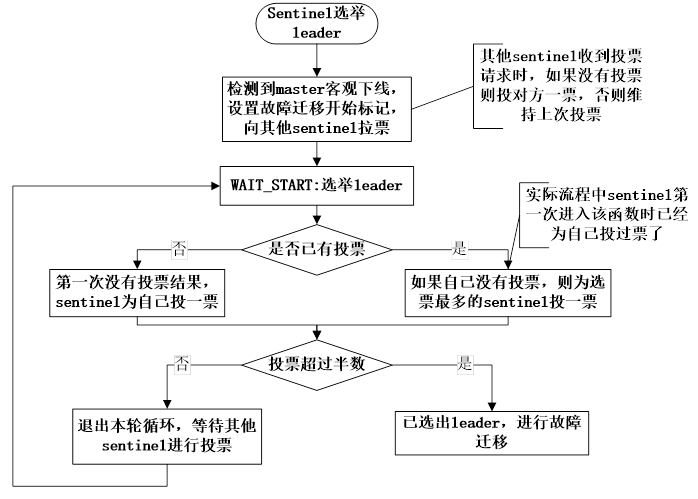 Sentinel选举
leader
检测到master客观下线,
设置故障迁移开始标记,
向其他sentinel拉票
其他sentinel收到投票
请求时，如果没有投票
则投对方一票，否则维
持上次投票
WAIT_START:选举leader
实际流程中sentinel第
一次进入该函数时已经
为自己投过票了
是否已有投票
否
是
第一次没有投票结果,
sentinel为自己投一票
如果自己没有投票，则为选
票最多的sentinel投一票
投票超过半数
否
是
退出本轮循环，等待其他
sentinel进行投票
已选出leader，进行故障
迁移